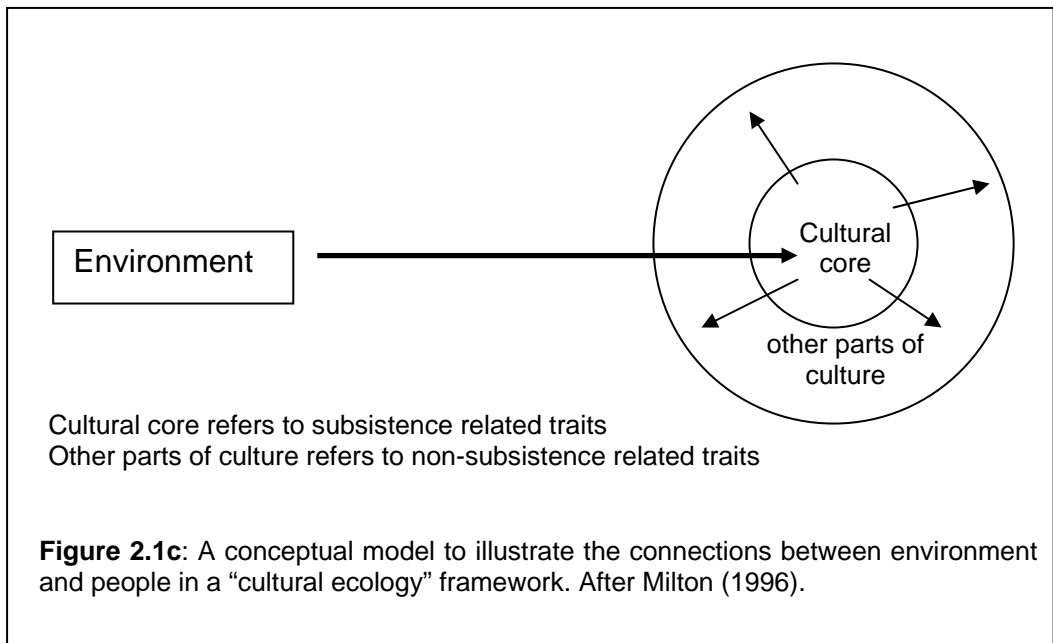 Environment
Cultural
core
other parts of
culture
Cultural core refers to subsistence related traits
Other parts of culture refers to non-subsistence related traits
Figure 2.1c: A conceptual model to illustrate the connections between environment
and people in a “cultural ecology” framework. After Milton (1996).